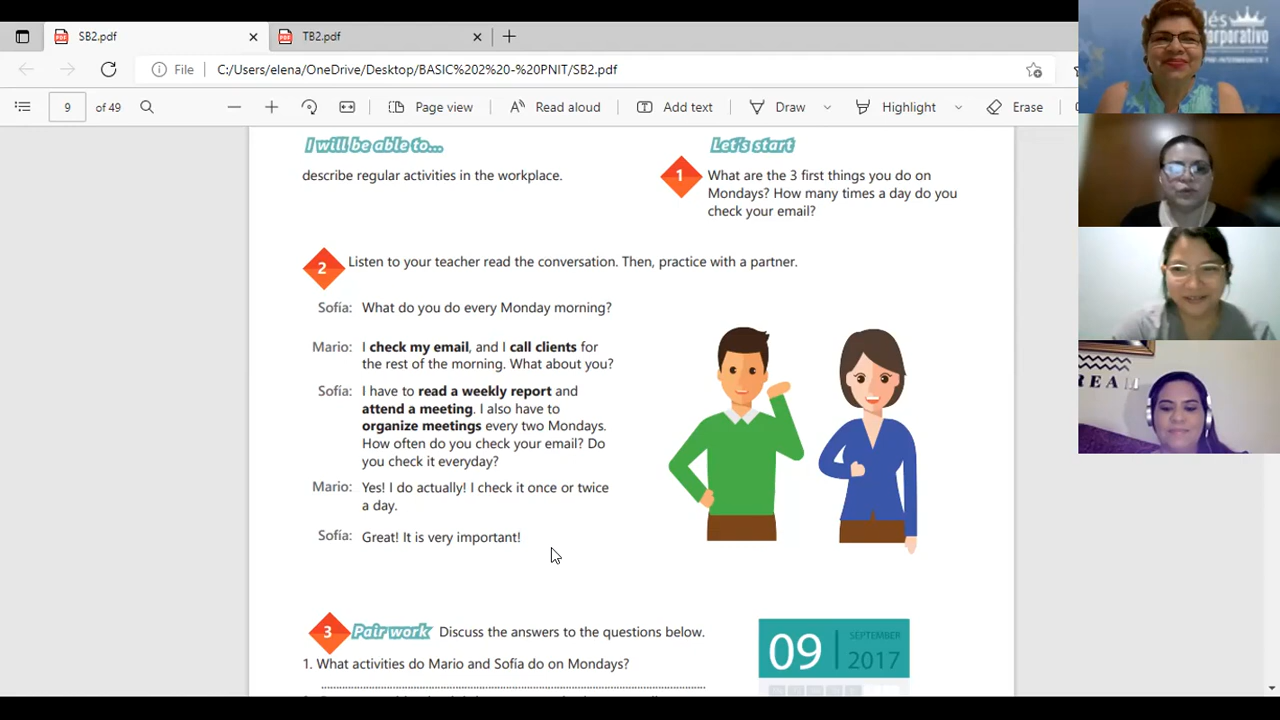 SB2.pdf
TB2.pdf
File
C:/Users/elena/OneDrive/Desktop/BASIC%202%20-%20PNIT/SB2.pdf
9 of 49
Page view
Read aloud
Add text
Draw
Highlight
Erase
I will be able to...
describe regular activities in the workplace.
Let's start
1
What are the 3 first things you do on
Mondays? How many times a day do you
check your email?
2
Listen to your teacher read the conversation. Then, practice with a partner.
Sofía: What do you do every Monday morning?
Mario: I check my email, and I call clients for
the rest of the morning. What about you?
Sofía: I have to read a weekly report and
attend a meeting. I also have to
organize meetings every two Mondays.
How often do you check your email? Do
you check it everyday?
Mario: Yes! I do actually! I check it once or twice
a day.
Sofía: Great! It is very important!
3
Pair work Discuss the answers to the questions below.
1. What activities do Mario and Sofía do on Mondays?
09
SEPTEMBER
2017